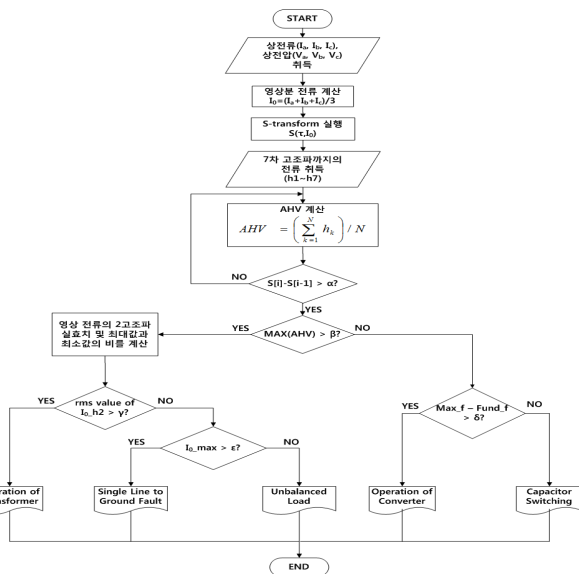 START
상전류(Ia, Ib, Ic),
상전압(Va, Vb, Vc)
취득
영상분 전류 계산
I0=(Ia+Ib+Ic)/3
S-transform 실행
S(τ,I0)
7차 고조파까지의
전류 취득
(h1~h7)
AHV 계산
AHV = ( ∑ k=1 N hk ) / N
NO
S[i]-S[i-1] > α?
YES
영상 전류의 2고조파
실효치 및 최대값과
최소값의 비를 계산
YES
MAX(AHV) > β?
NO
YES
rms value of
I0_h2 > γ?
NO
YES
Max_f – Fund_f
> δ?
NO
YES
I0_max > ε?
NO
of
Single Line to
Ground Fault
Unbalanced
Load
Operation of
Converter
Capacitor
Switching
END